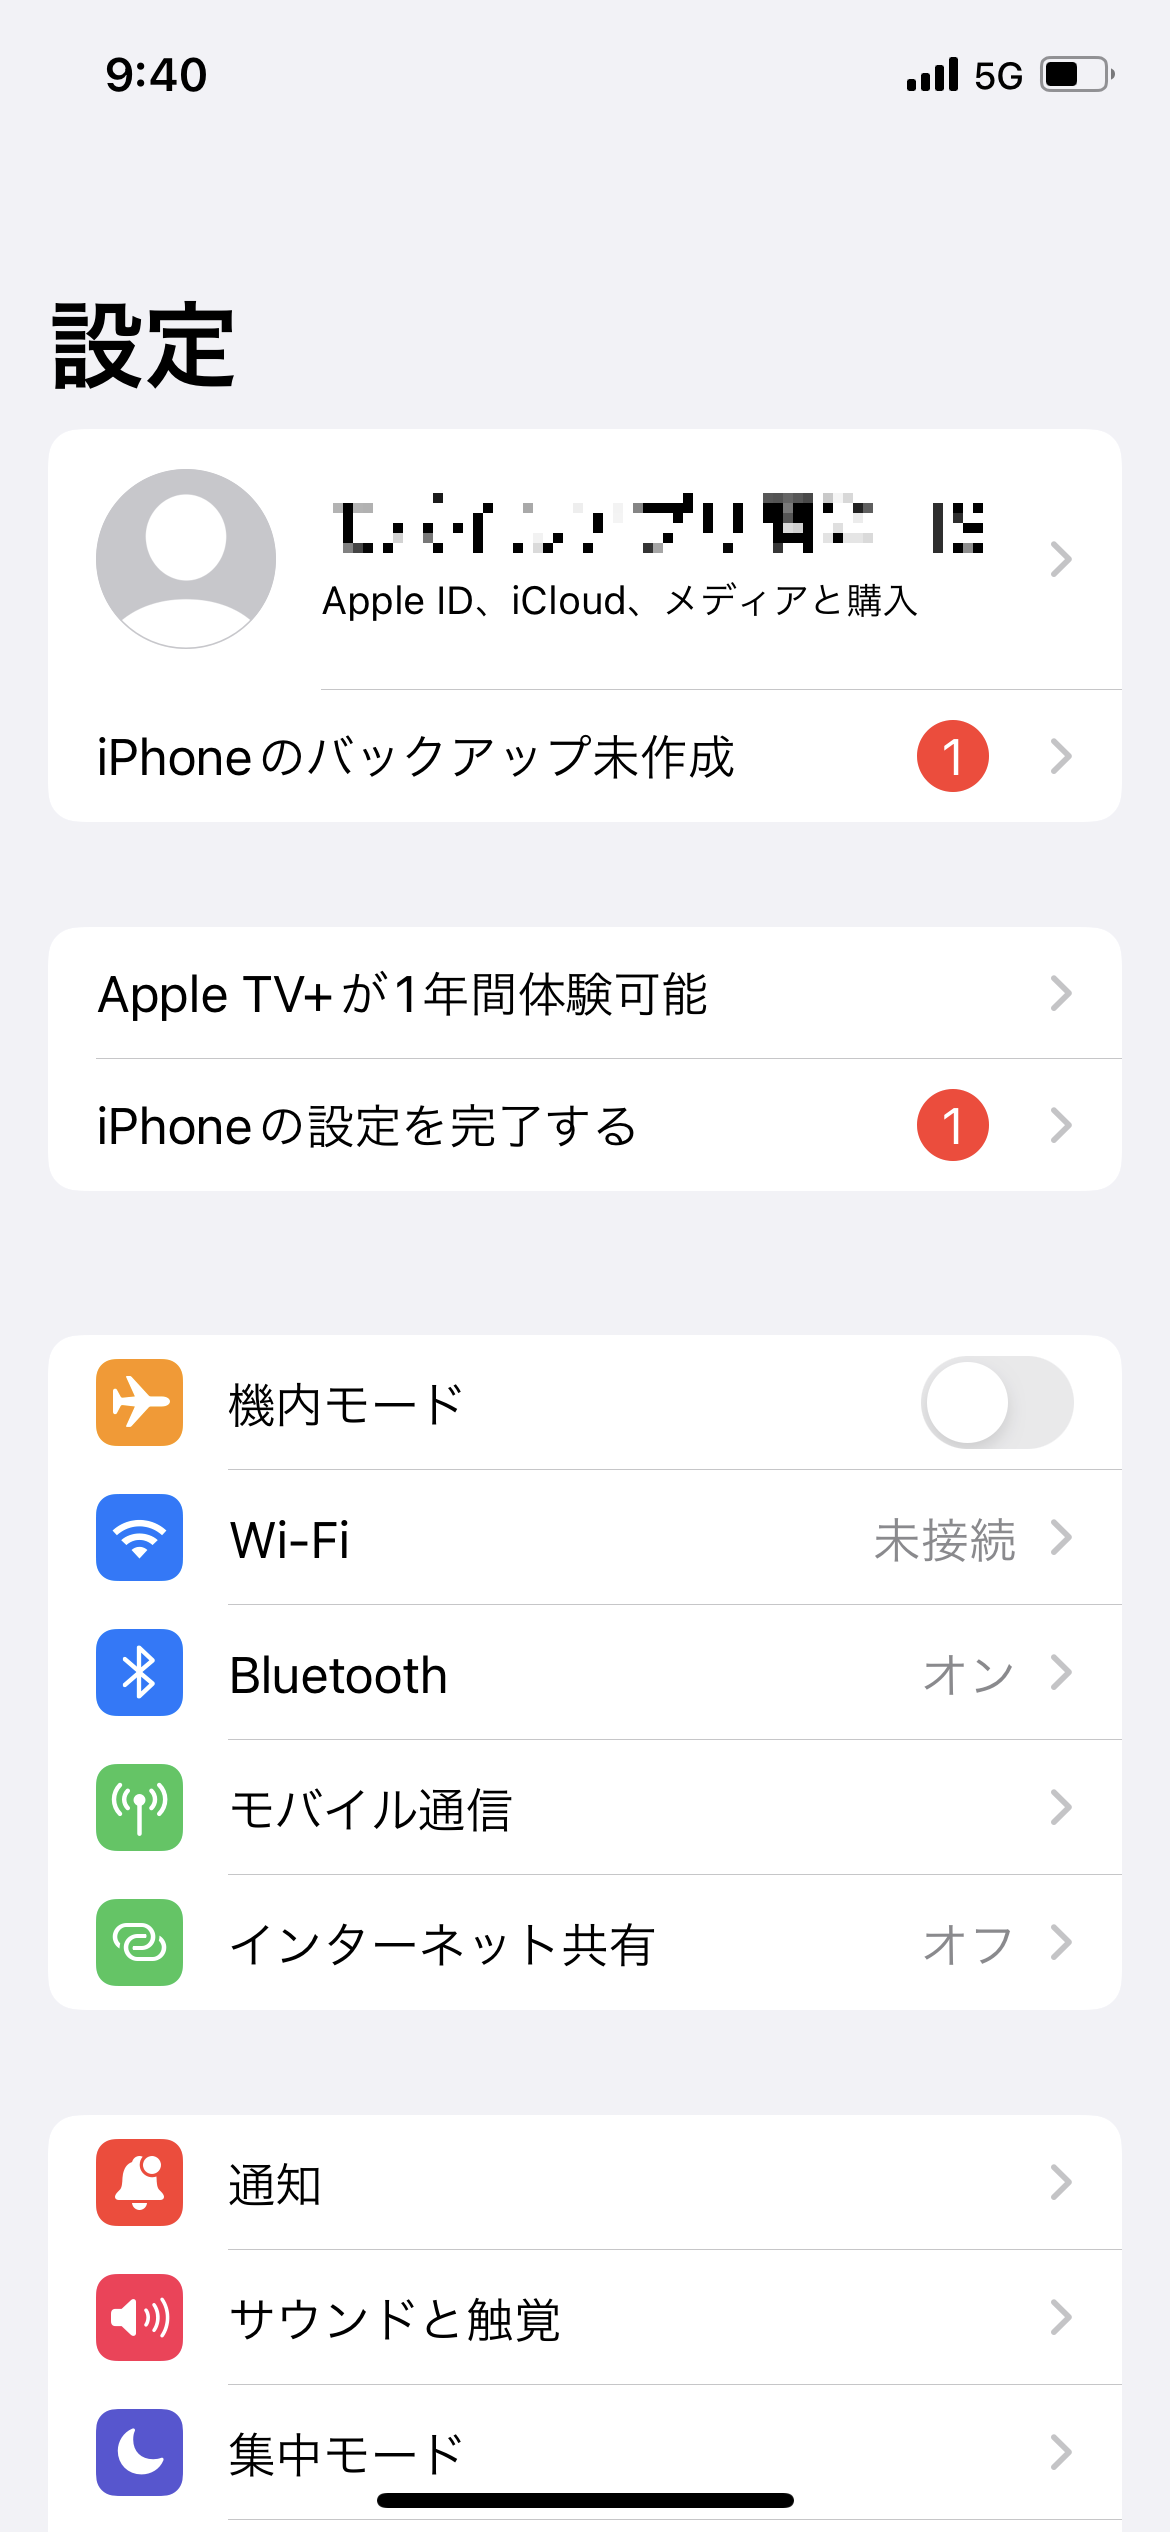 9:40
5G
設定
Apple ID、iCloud、メディアと購入
iPhoneのバックアップ未作成
1
Apple TV+が1年間体験可能
iPhoneの設定を完了する
1
機内モード
Wi-Fi
未接続
Bluetooth
オン
モバイル通信
インターネット共有
オフ
通知
サウンドと触覚
集中モード